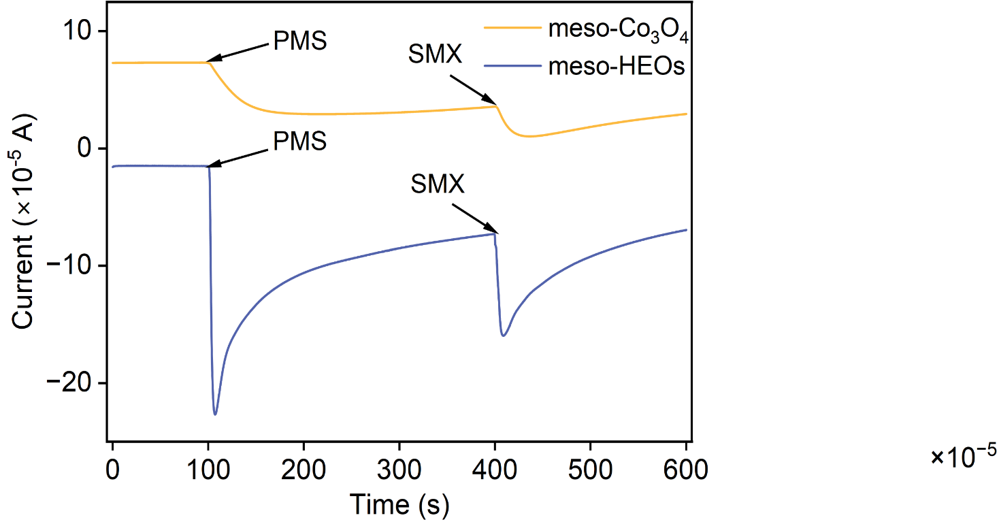 meso-Co₃O₄
meso-HEOs
PMS
SMX
PMS
SMX
10
0
−10
−20
Current (×10⁻⁵ A)
0 100 200 300 400 500 600
Time (s)
×10⁻⁵